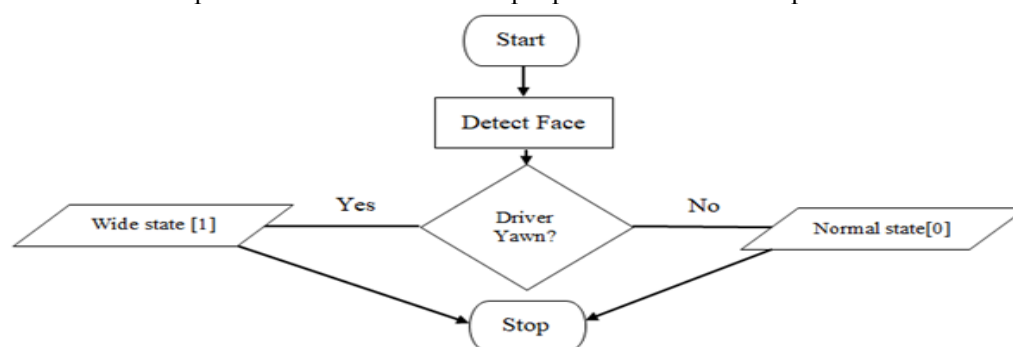 Start
Detect Face
Yes
No
Wide state [1]
Driver
Yawn?
Normal state[0]
Stop